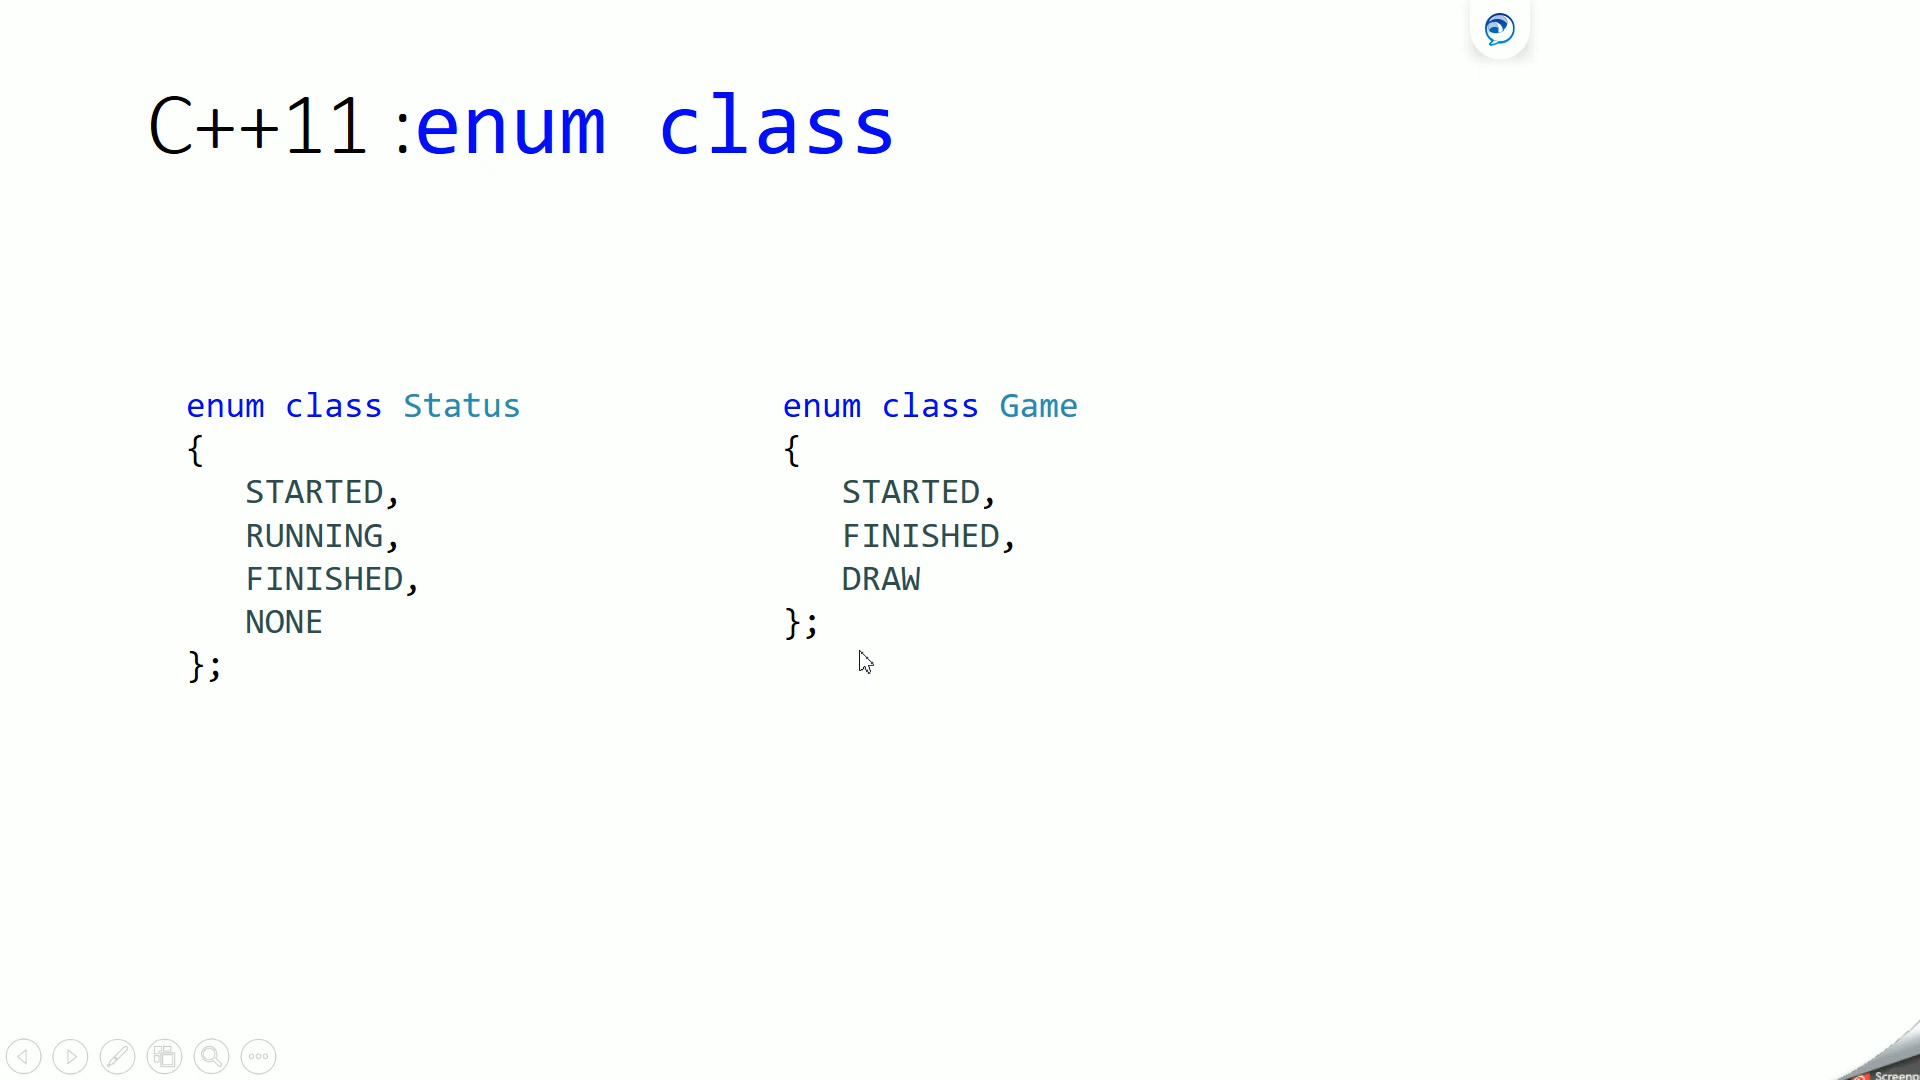 C++11 :enum class
enum class Status
{
STARTED,
RUNNING,
FINISHED,
NONE
};
enum class Game
{
STARTED,
FINISHED,
DRAW
};